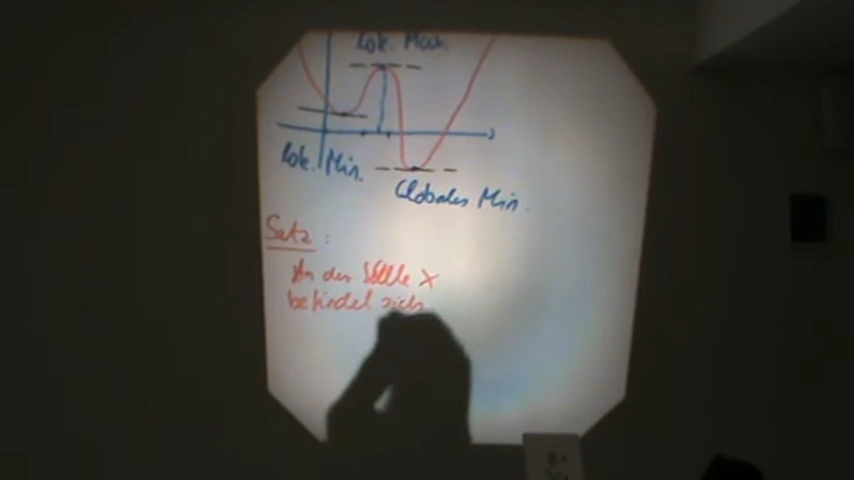 Lok. Max.
Lok. Min.
Globales Min.
Satz:
An der Stelle x
befindet sich